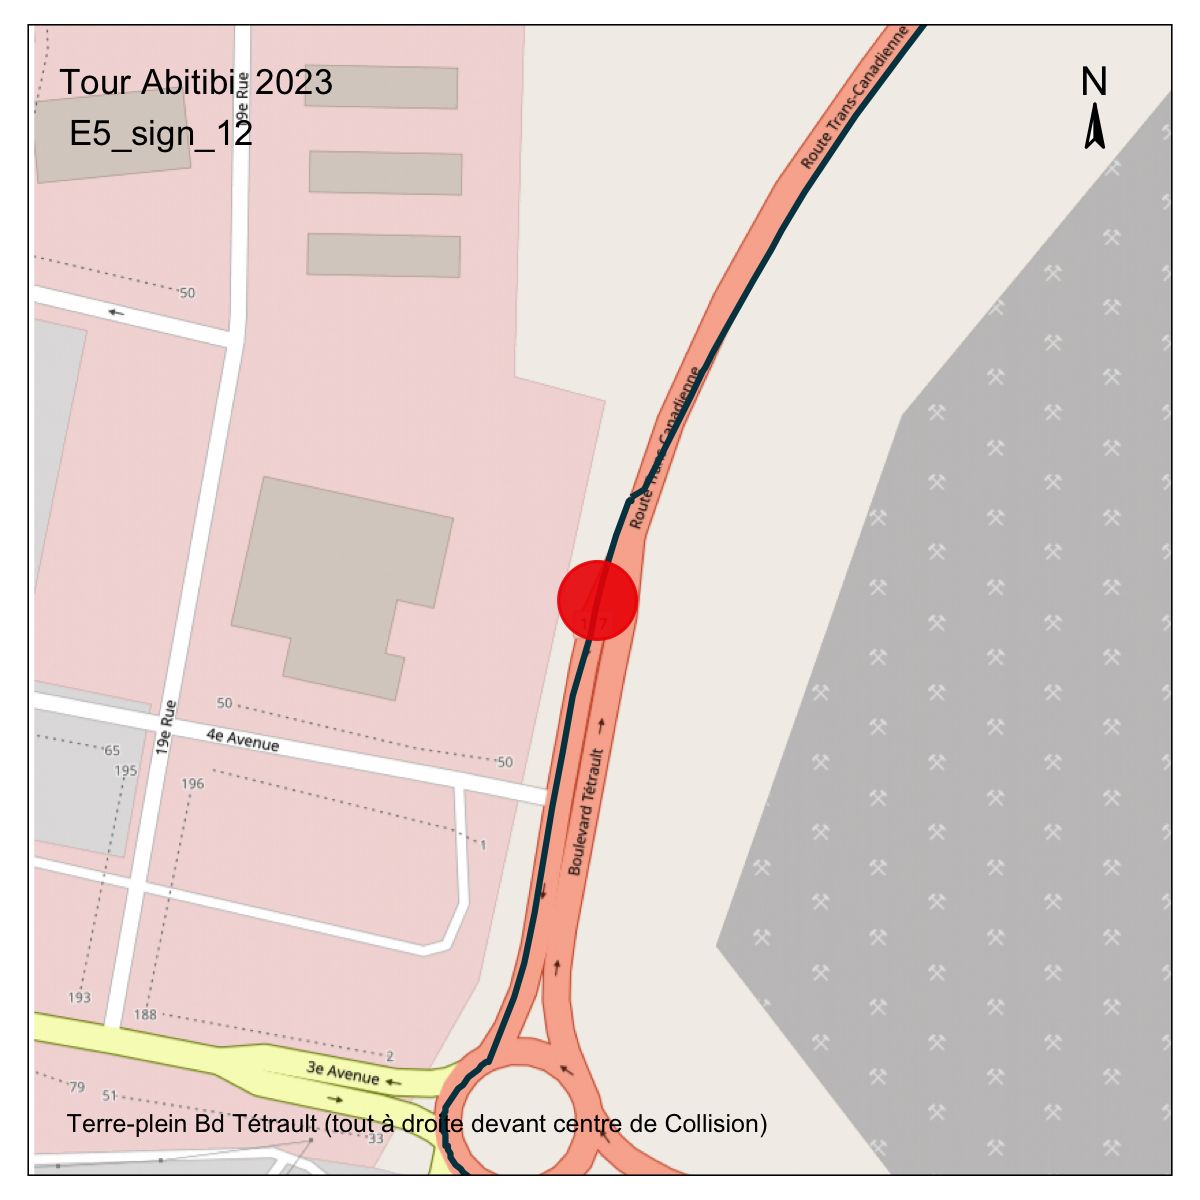 Tour Abitibi 2023
E5_sign_12
N
19e Rue
Route Trans-Canadienne
50
Route Trans-Canadienne
50
19e Rue
4e Avenue
50
65
195
196
1
Boulevard Tétrault
193
188
2
3e Avenue
79
51
33
Terre-plein Bd Tétrault (tout à droite devant centre de Collision)